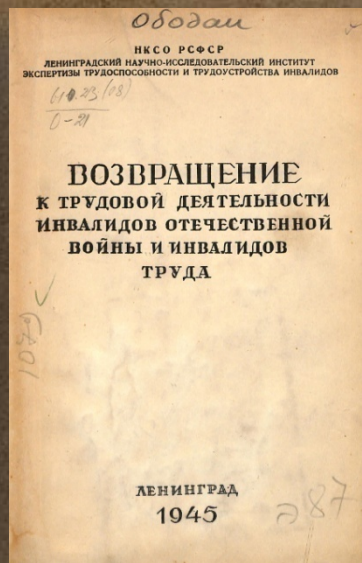 Ободан
НКСО РСФСР
ЛЕНИНГРАДСКИЙ НАУЧНО-ИССЛЕДОВАТЕЛЬСКИЙ ИНСТИТУТ
ЭКСПЕРТИЗЫ ТРУДОСПОСОБНОСТИ И ТРУДОУСТРОЙСТВА ИНВАЛИДОВ
О-21
ВОЗВРАЩЕНИЕ
К ТРУДОВОЙ ДЕЯТЕЛЬНОСТИ
ИНВАЛИДОВ ОТЕЧЕСТВЕННОЙ
ВОЙНЫ И ИНВАЛИДОВ
ТРУДА
ЛЕНИНГРАД
1945